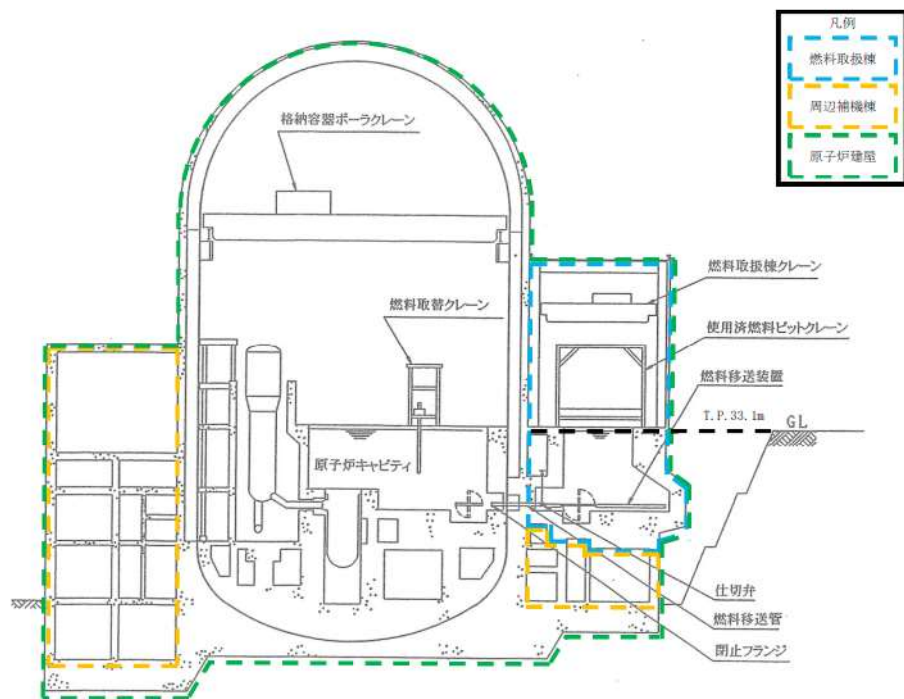 凡例
燃料取扱棟
周辺補機棟
原子炉建屋
格納容器ポーラクレーン
燃料取扱棟クレーン
燃料取替クレーン
使用済燃料ピットクレーン
燃料移送装置
T.P.33.1m
GL
原子炉キャビティ
仕切弁
燃料移送管
閉止フランジ